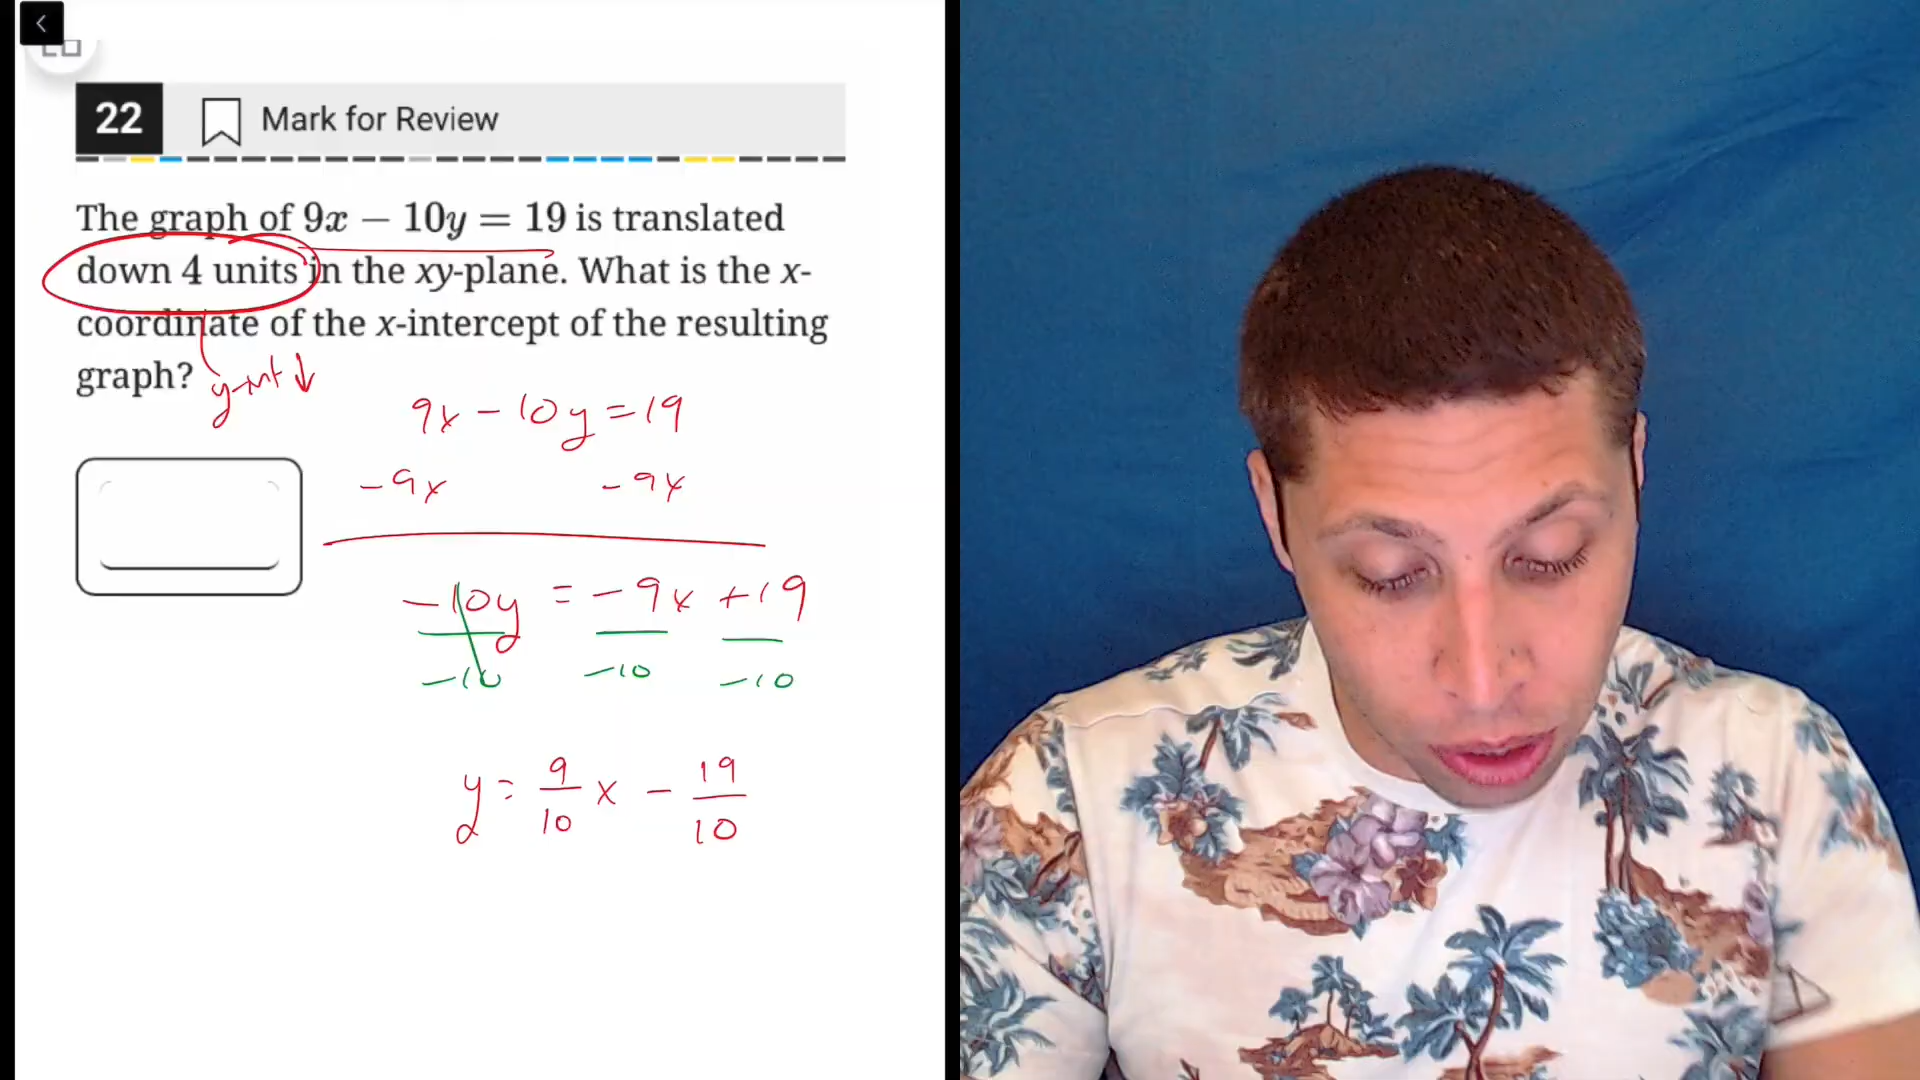 22 Mark for Review
The graph of 9x − 10y = 19 is translated
down 4 units in the xy-plane. What is the x-
coordinate of the x-intercept of the resulting
graph?
y-int ↓
9x − 10y = 19
−9x −9x
−10y = −9x + 19
−10 −10 −10
y = 9/10 x − 19/10